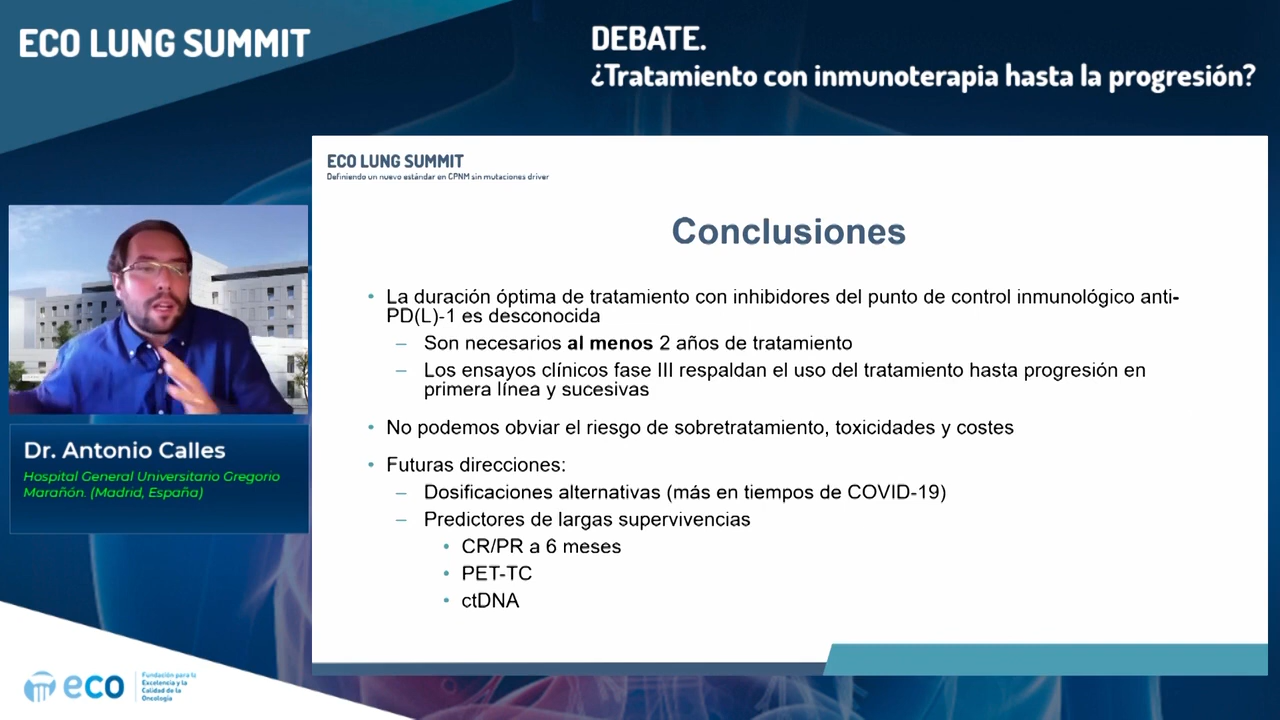 ECO LUNG SUMMIT
DEBATE.
¿Tratamiento con inmunoterapia hasta la progresión?
ECO LUNG SUMMIT
Definiendo un nuevo estándar en CPNM sin mutaciones driver
Conclusiones
• La duración óptima de tratamiento con inhibidores del punto de control inmunológico anti-
PD(L)-1 es desconocida
– Son necesarios al menos 2 años de tratamiento
– Los ensayos clínicos fase III respaldan el uso del tratamiento hasta progresión en
primera línea y sucesivas
• No podemos obviar el riesgo de sobretratamiento, toxicidades y costes
• Futuras direcciones:
– Dosificaciones alternativas (más en tiempos de COVID-19)
– Predictores de largas supervivencias
• CR/PR a 6 meses
• PET-TC
• ctDNA
Dr. Antonio Calles
Hospital General Universitario Gregorio
Marañón. (Madrid, España)
eco
Fundación para la
Excelencia y la
Calidad de la
Oncología